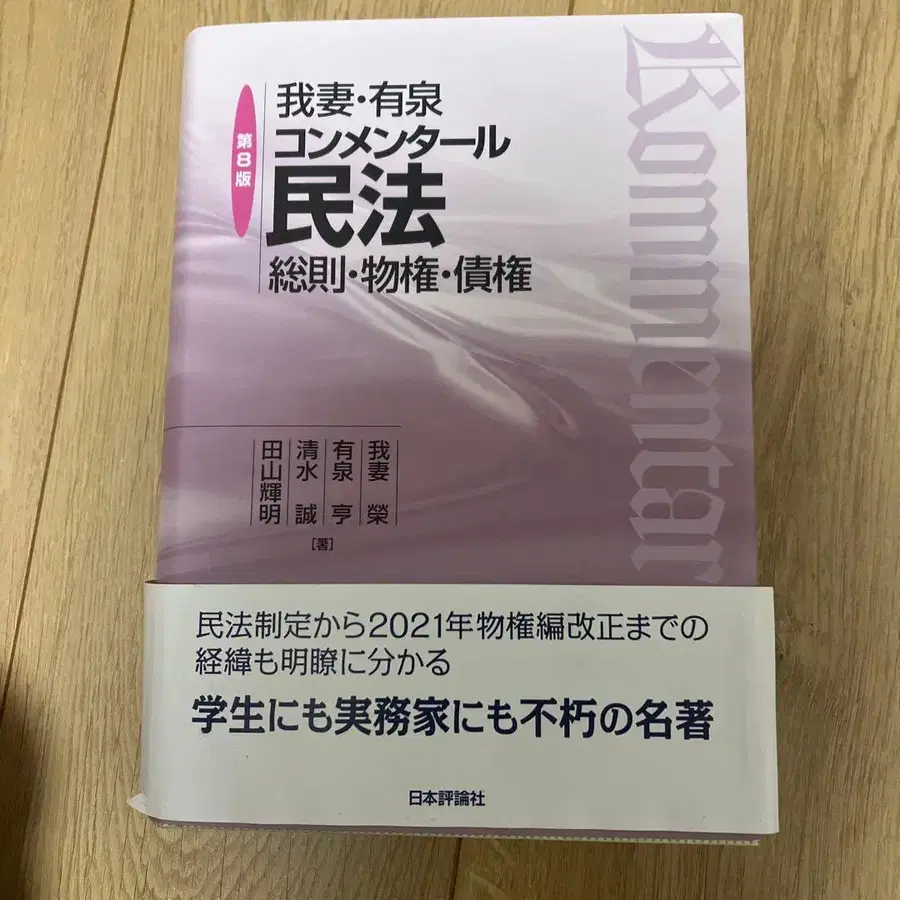 我妻・有泉
コンメンタール
民法
総則・物権・債権
第8版
Kommentar
我妻 榮
有泉 亨
清水 誠
田山輝明
[著]
民法制定から2021年物権編改正までの
経緯も明瞭に分かる
学生にも実務家にも不朽の名著
日本評論社